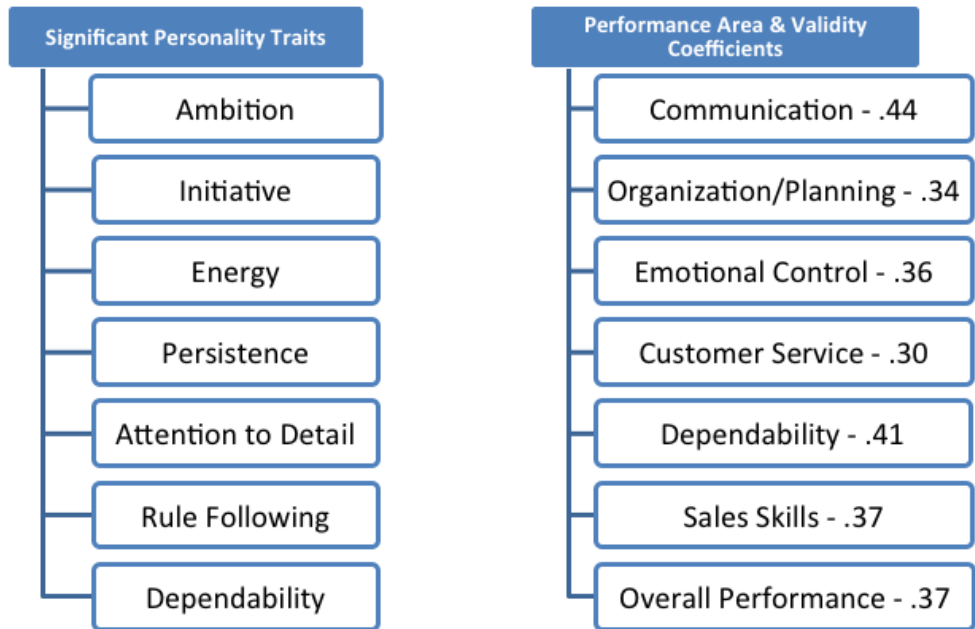 Significant Personality Traits
Ambition
Initiative
Energy
Persistence
Attention to Detail
Rule Following
Dependability
Performance Area & Validity
Coefficients
Communication - .44
Organization/Planning - .34
Emotional Control - .36
Customer Service - .30
Dependability - .41
Sales Skills - .37
Overall Performance - .37